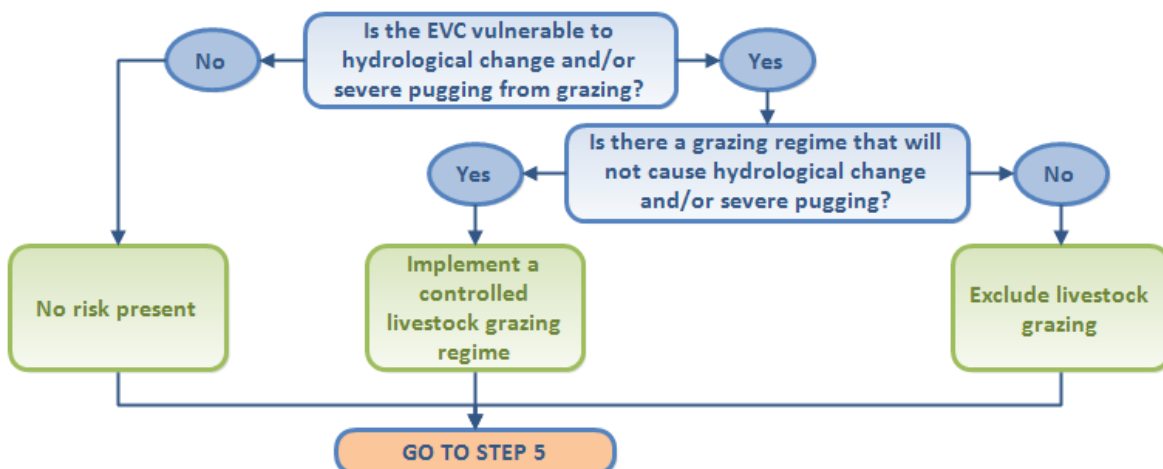 Is the EVC vulnerable to
hydrological change and/or
severe pugging from grazing?
No
Yes
Is there a grazing regime that will
not cause hydrological change
and/or severe pugging?
Yes
No
No risk present
Implement a
controlled
livestock grazing
regime
Exclude livestock
grazing
GO TO STEP 5